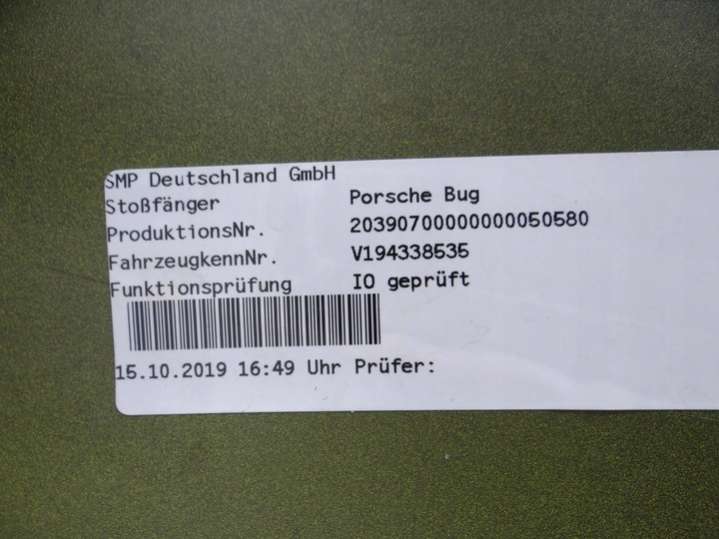 SMP Deutschland GmbH
Stoßfänger Porsche Bug
ProduktionsNr. 20390700000000050580
FahrzeugkennNr. V194338535
Funktionsprüfung IO geprüft
15.10.2019 16:49 Uhr Prüfer: